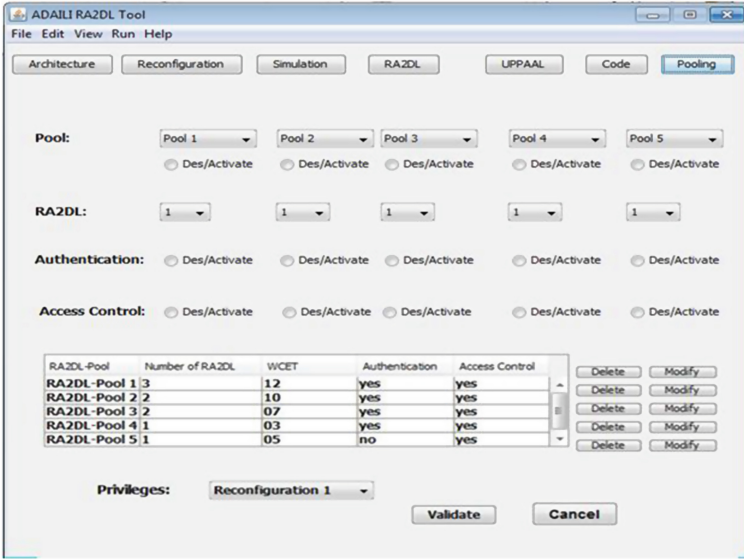 ADAILI RA2DL Tool
File Edit View Run Help
Architecture Reconfiguration Simulation RA2DL UPPAAL Code Pooling
Pool: Pool 1 Pool 2 Pool 3 Pool 4 Pool 5
Des/Activate Des/Activate Des/Activate Des/Activate Des/Activate
RA2DL: 1 1 1 1 1
Authentication: Des/Activate Des/Activate Des/Activate Des/Activate Des/Activate
Access Control: Des/Activate Des/Activate Des/Activate Des/Activate Des/Activate
RA2DL-Pool Number of RA2DL WCET Authentication Access Control
RA2DL-Pool 1 3 12 yes yes Delete Modify
RA2DL-Pool 2 2 10 yes yes Delete Modify
RA2DL-Pool 3 2 07 yes yes Delete Modify
RA2DL-Pool 4 1 03 yes yes Delete Modify
RA2DL-Pool 5 1 05 no yes Delete Modify
Privileges: Reconfiguration 1
Validate Cancel